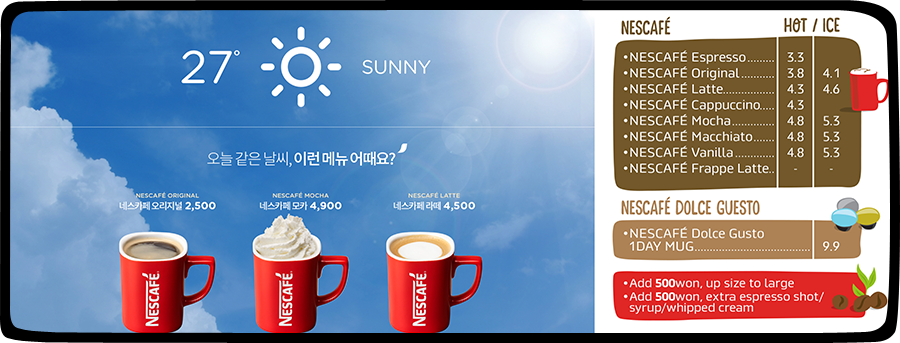 27° SUNNY
오늘 같은 날씨, 이런 메뉴 어때요?
NESCAFÉ ORIGINAL
네스카페 오리지널 2,500
NESCAFÉ MOCHA
네스카페 모카 4,900
NESCAFÉ LATTE
네스카페 라떼 4,500
NESCAFÉ
NESCAFÉ
NESCAFÉ
NESCAFÉ HOT / ICE
•NESCAFÉ Espresso......... 3.3
•NESCAFÉ Original........... 3.8 4.1
•NESCAFÉ Latte................ 4.3 4.6
•NESCAFÉ Cappuccino..... 4.3
•NESCAFÉ Mocha.............. 4.8 5.3
•NESCAFÉ Macchiato........ 4.8 5.3
•NESCAFÉ Vanilla............. 4.8 5.3
•NESCAFÉ Frappe Latte.. - -
NESCAFÉ DOLCE GUESTO
•NESCAFÉ Dolce Gusto
1DAY MUG............................. 9.9
•Add 500won, up size to large
•Add 500won, extra espresso shot/
syrup/whipped cream